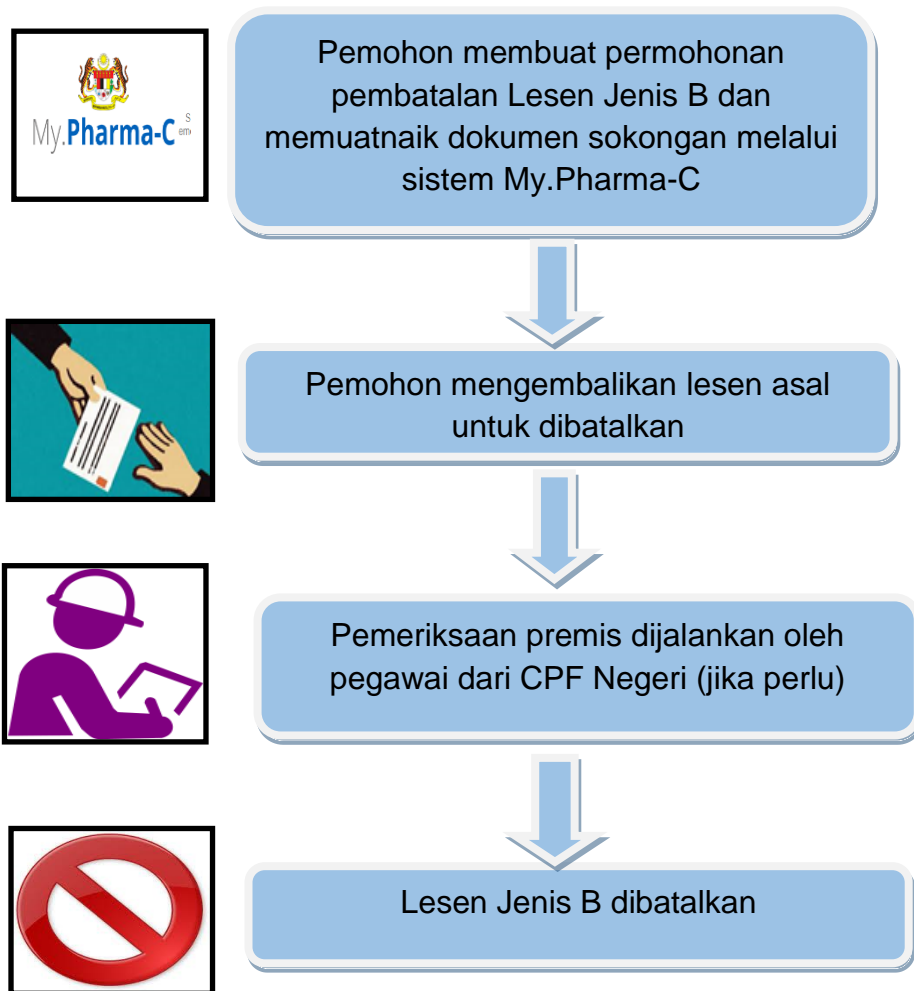 My.Pharma-C
Pemohon membuat permohonan
pembatalan Lesen Jenis B dan
memuatnaik dokumen sokongan melalui
sistem My.Pharma-C
Pemohon mengembalikan lesen asal
untuk dibatalkan
Pemeriksaan premis dijalankan oleh
pegawai dari CPF Negeri (jika perlu)
Lesen Jenis B dibatalkan